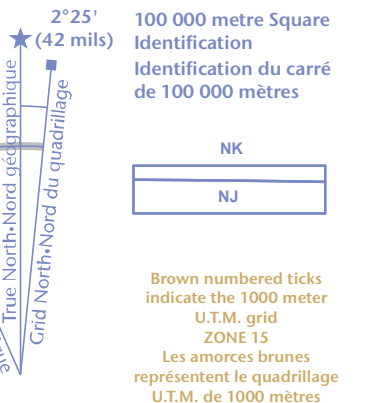 2°25'
(42 mils)
True North•Nord géographique
Grid North•Nord du quadrillage
100 000 metre Square
Identification
Identification du carré
de 100 000 mètres
NK
NJ
Brown numbered ticks
indicate the 1000 meter
U.T.M. grid
ZONE 15
Les amorces brunes
représentent le quadrillage
U.T.M. de 1000 mètres